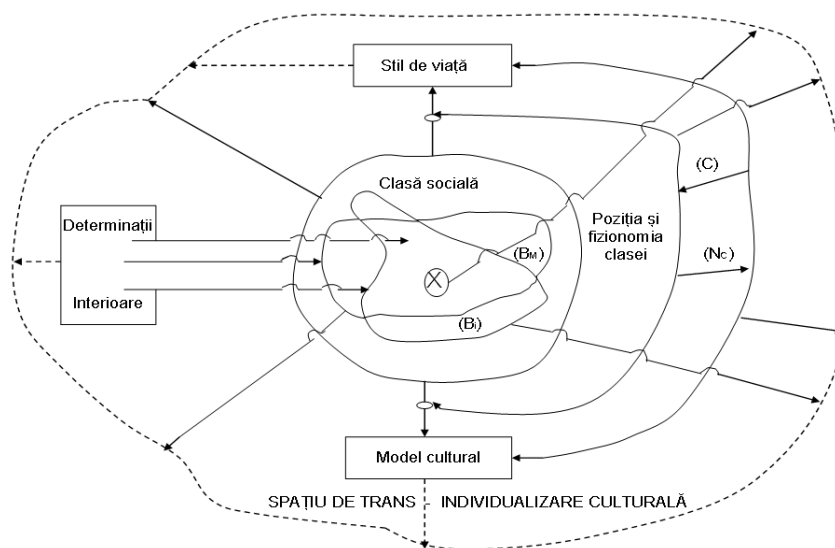 Stil de viață
Clasă socială
(C)
Determinații
Poziția și
fizionomia
clasei
(BM)
(NC)
X
Interioare
(Bi)
Model cultural
SPAȚIU DE TRANS - INDIVIDUALIZARE CULTURALĂ